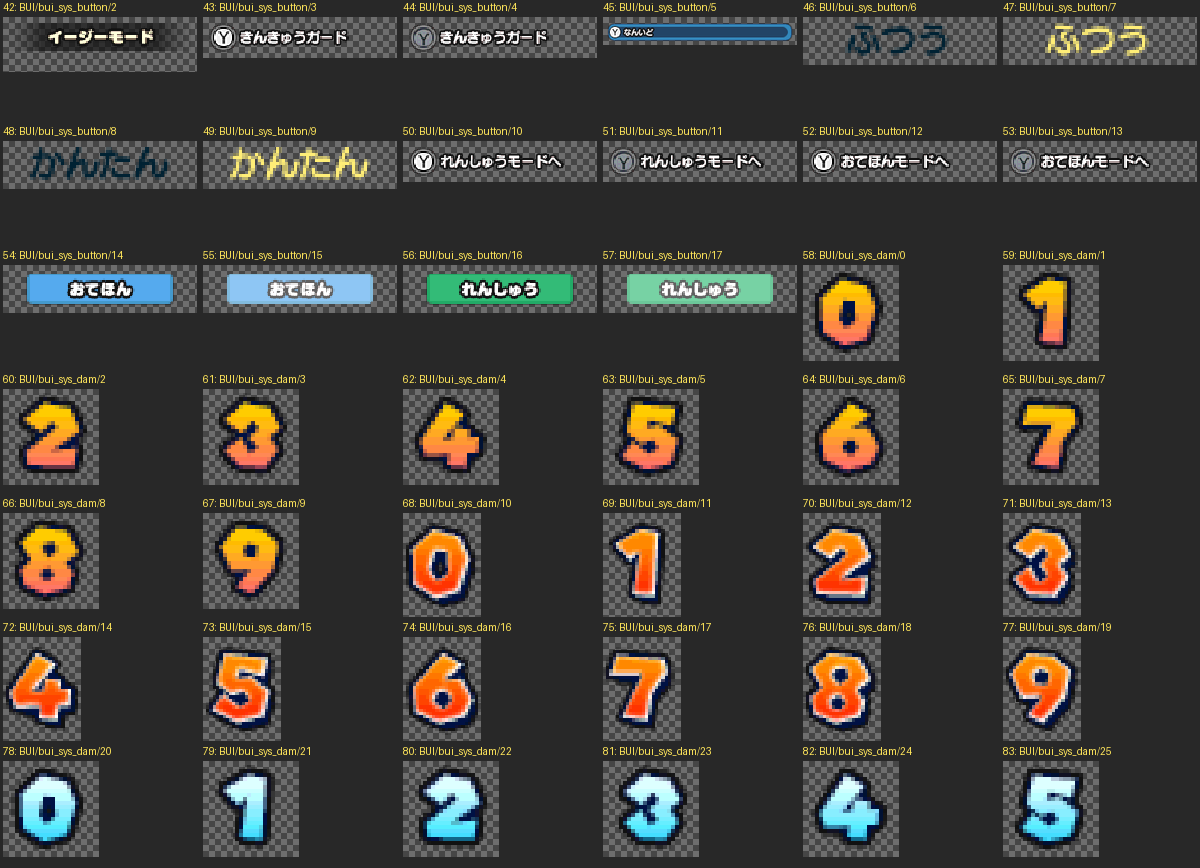 42: BUI/bui_sys_button/2
43: BUI/bui_sys_button/3
44: BUI/bui_sys_button/4
45: BUI/bui_sys_button/5
46: BUI/bui_sys_button/6
47: BUI/bui_sys_button/7
イージーモード
Ⓨきんきゅうガード
Ⓨきんきゅうガード
Ⓨなんいど
ふつう
ふつう
48: BUI/bui_sys_button/8
49: BUI/bui_sys_button/9
50: BUI/bui_sys_button/10
51: BUI/bui_sys_button/11
52: BUI/bui_sys_button/12
53: BUI/bui_sys_button/13
かんたん
かんたん
Ⓨれんしゅうモードへ
Ⓨれんしゅうモードへ
Ⓨおてほんモードへ
Ⓨおてほんモードへ
54: BUI/bui_sys_button/14
55: BUI/bui_sys_button/15
56: BUI/bui_sys_button/16
57: BUI/bui_sys_button/17
58: BUI/bui_sys_dam/0
59: BUI/bui_sys_dam/1
おてほん
おてほん
れんしゅう
れんしゅう
0
1
60: BUI/bui_sys_dam/2
61: BUI/bui_sys_dam/3
62: BUI/bui_sys_dam/4
63: BUI/bui_sys_dam/5
64: BUI/bui_sys_dam/6
65: BUI/bui_sys_dam/7
2
3
4
5
6
7
66: BUI/bui_sys_dam/8
67: BUI/bui_sys_dam/9
68: BUI/bui_sys_dam/10
69: BUI/bui_sys_dam/11
70: BUI/bui_sys_dam/12
71: BUI/bui_sys_dam/13
8
9
0
1
2
3
72: BUI/bui_sys_dam/14
73: BUI/bui_sys_dam/15
74: BUI/bui_sys_dam/16
75: BUI/bui_sys_dam/17
76: BUI/bui_sys_dam/18
77: BUI/bui_sys_dam/19
4
5
6
7
8
9
78: BUI/bui_sys_dam/20
79: BUI/bui_sys_dam/21
80: BUI/bui_sys_dam/22
81: BUI/bui_sys_dam/23
82: BUI/bui_sys_dam/24
83: BUI/bui_sys_dam/25
0
1
2
3
4
5